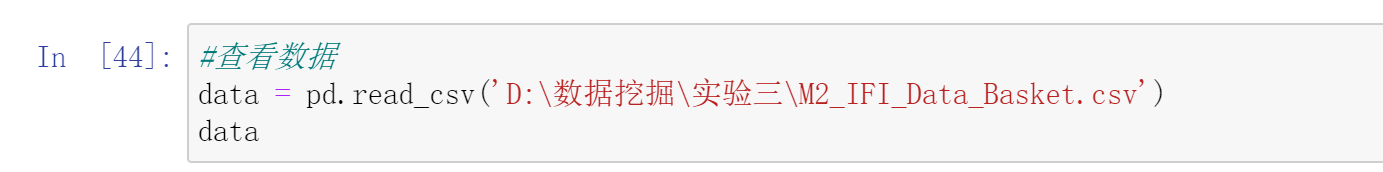 In [44]: #查看数据
data = pd.read_csv('D:\数据挖掘\实验三\M2_IFI_Data_Basket.csv')
data